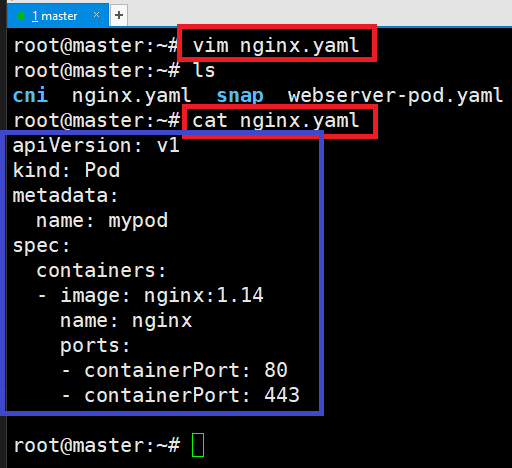 1 master × +
root@master:~# vim nginx.yaml
root@master:~# ls
cni  nginx.yaml  snap  webserver-pod.yaml
root@master:~# cat nginx.yaml
apiVersion: v1
kind: Pod
metadata:
  name: mypod
spec:
  containers:
  - image: nginx:1.14
    name: nginx
    ports:
    - containerPort: 80
    - containerPort: 443
root@master:~#